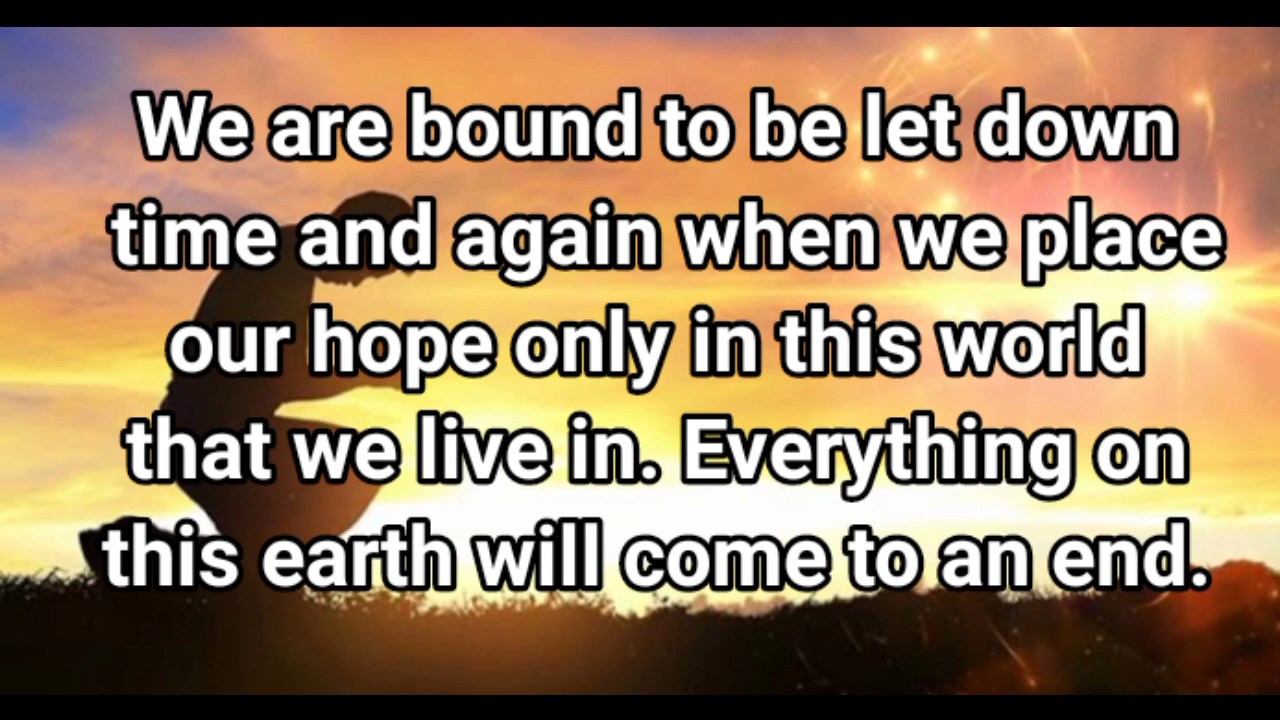 We are bound to be let down
time and again when we place
our hope only in this world
that we live in. Everything on
this earth will come to an end.